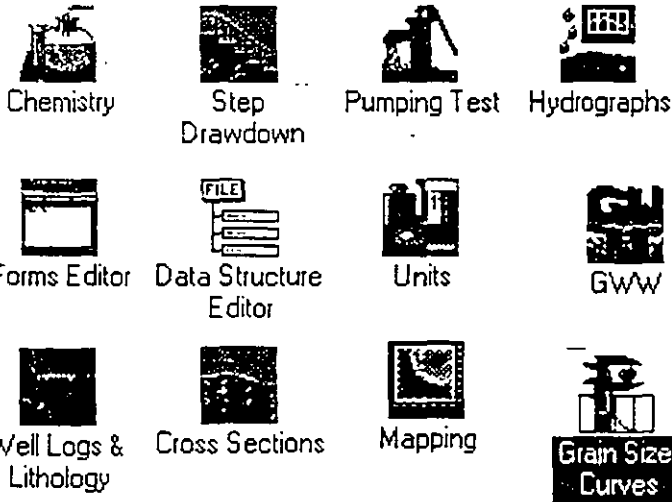 Chemistry
Step
Drawdown
Pumping Test
Hydrographs
FILE
Forms Editor
Data Structure
Editor
Units
GWW
Well Logs &
Lithology
Cross Sections
Mapping
Grain Size
Curves